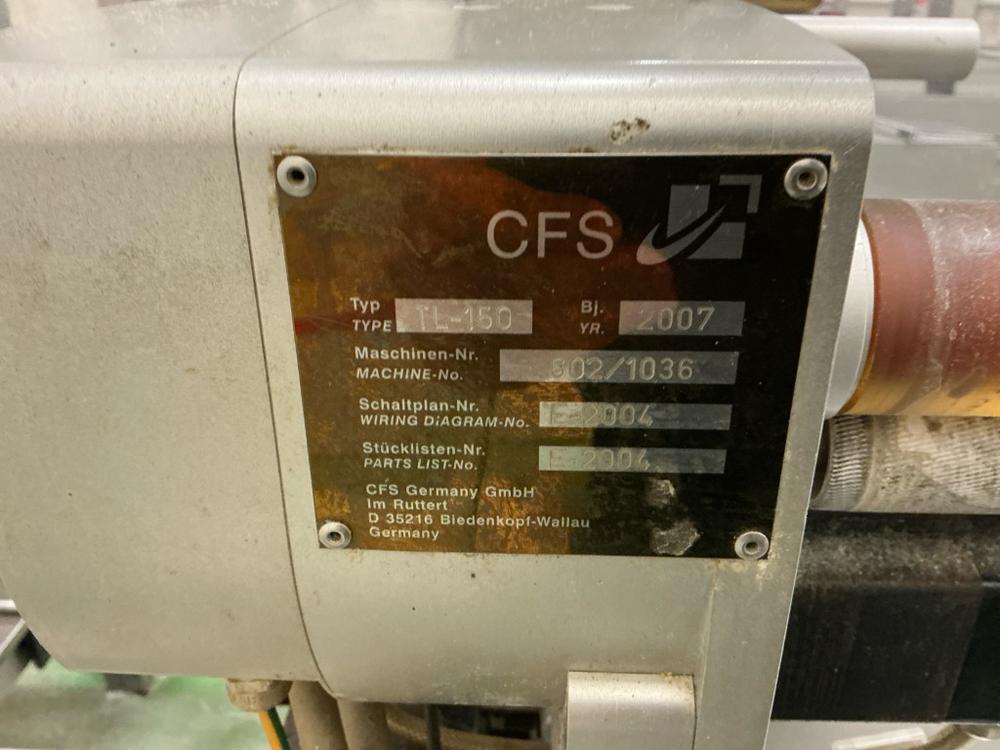 CFS
Typ Bj.
TYPE TL-150 YR. 2007
Maschinen-Nr.
MACHINE-No. 802/1036
Schaltplan-Nr.
WIRING DiAGRAM-No. E-2004
Stücklisten-Nr.
PARTS LIST-No. E-2004
CFS Germany GmbH
Im Ruttert
D 35216 Biedenkopf-Wallau
Germany